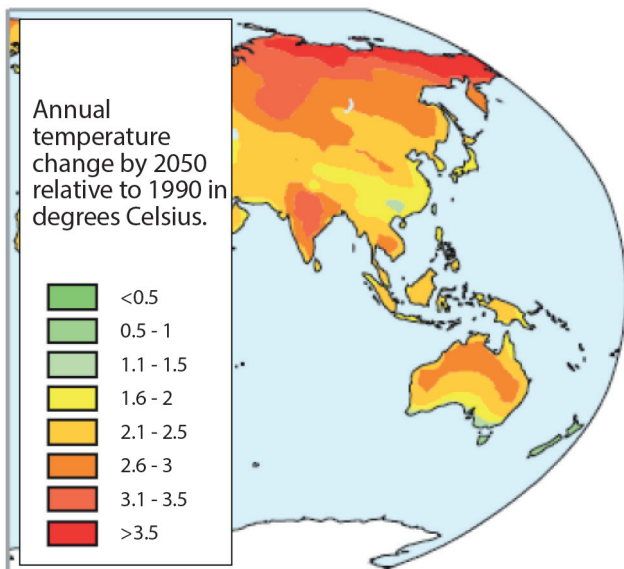 Annual
temperature
change by 2050
relative to 1990 in
degrees Celsius.
<0.5
0.5 - 1
1.1 - 1.5
1.6 - 2
2.1 - 2.5
2.6 - 3
3.1 - 3.5
>3.5